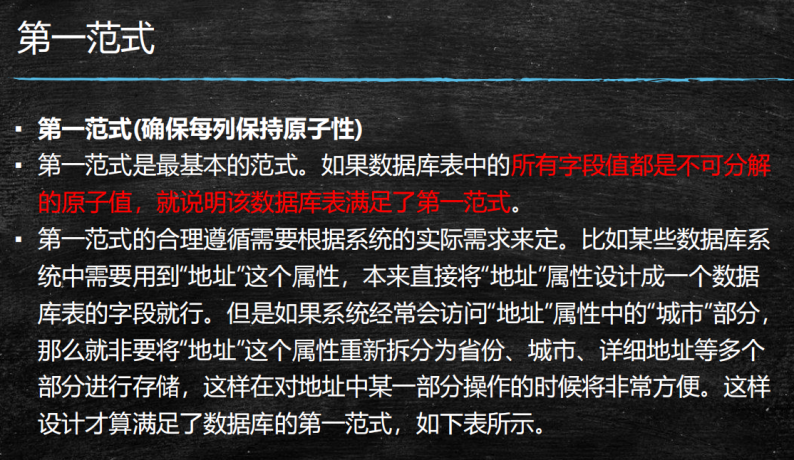 第一范式
▪ 第一范式(确保每列保持原子性)
▪ 第一范式是最基本的范式。如果数据库表中的所有字段值都是不可分解
的原子值，就说明该数据库表满足了第一范式。
▪ 第一范式的合理遵循需要根据系统的实际需求来定。比如某些数据库系
统中需要用到“地址”这个属性，本来直接将“地址”属性设计成一个数据
库表的字段就行。但是如果系统经常会访问“地址”属性中的“城市”部分，
那么就非要将“地址”这个属性重新拆分为省份、城市、详细地址等多个
部分进行存储，这样在对地址中某一部分操作的时候将非常方便。这样
设计才算满足了数据库的第一范式，如下表所示。